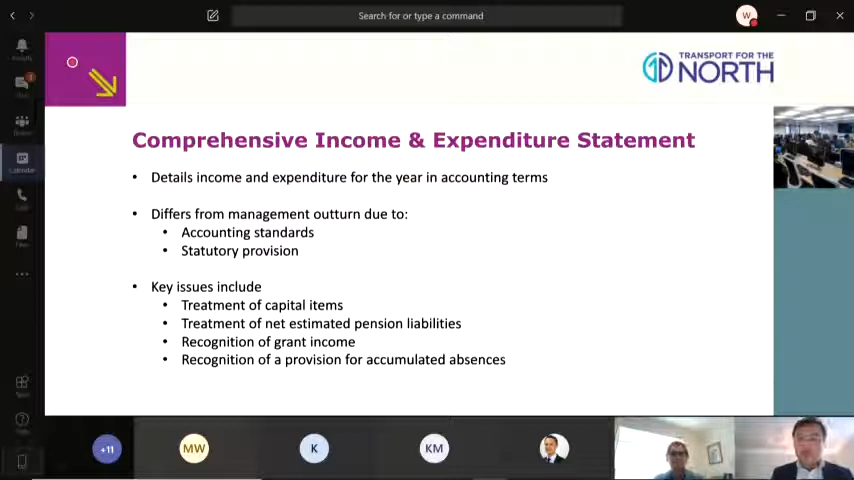 Search for or type a command
W
TRANSPORT FOR THE
NORTH
Comprehensive Income & Expenditure Statement
• Details income and expenditure for the year in accounting terms
• Differs from management outturn due to:
• Accounting standards
• Statutory provision
• Key issues include
• Treatment of capital items
• Treatment of net estimated pension liabilities
• Recognition of grant income
• Recognition of a provision for accumulated absences
Calendar
+11
MW
K
KM